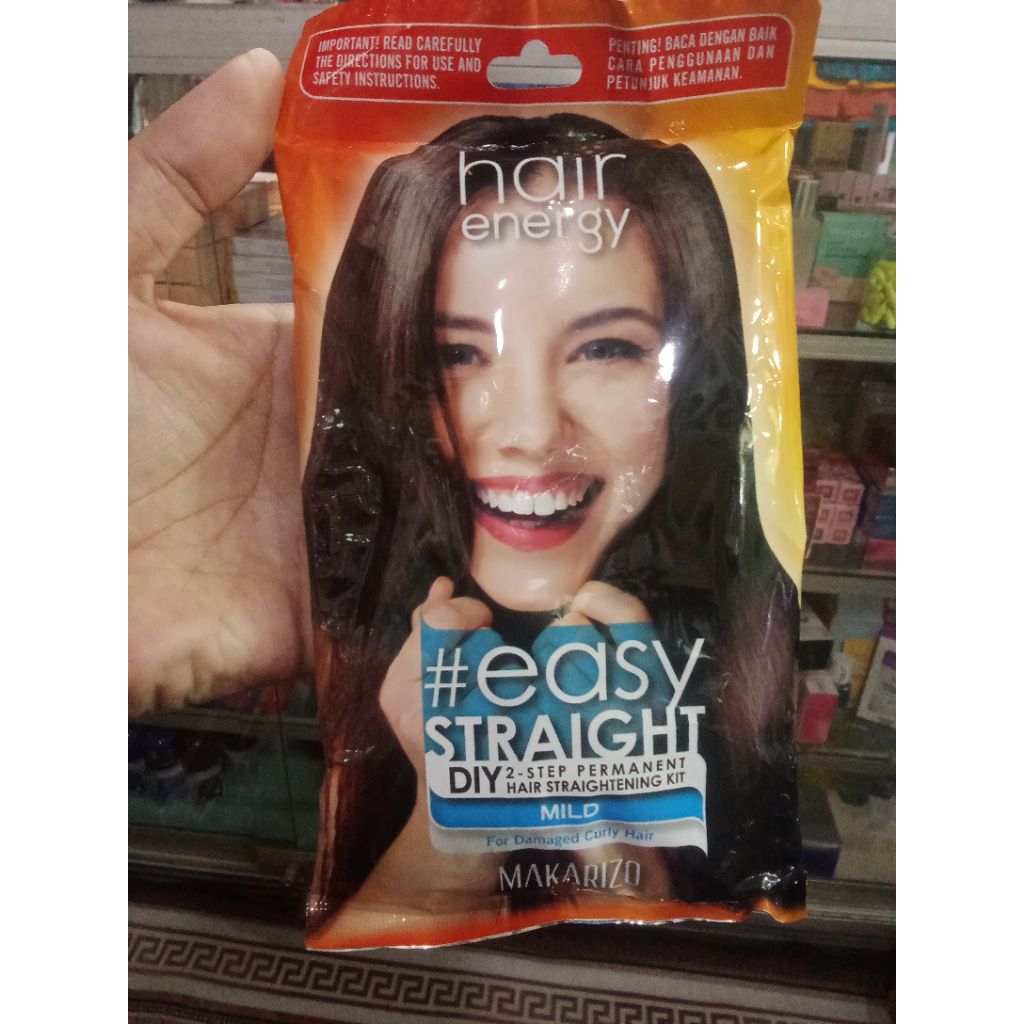 IMPORTANT! READ CAREFULLY
THE DIRECTIONS FOR USE AND
SAFETY INSTRUCTIONS.
PENTING! BACA DENGAN BAIK
CARA PENGGUNAAN DAN
PETUNJUK KEAMANAN.
hair
energy
#easy
STRAIGHT
DIY 2-STEP PERMANENT
HAIR STRAIGHTENING KIT
MILD
For Damaged Curly Hair
MAKARIZO